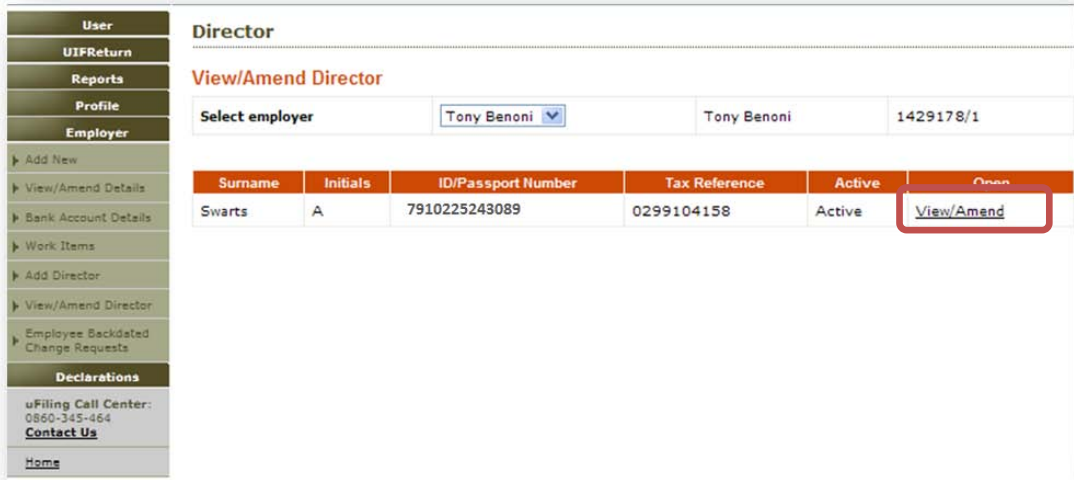 User
UIFReturn
Reports
Profile
Employer
Add New
View/Amend Details
Bank Account Details
Work Items
Add Director
View/Amend Director
Employee Backdated
Change Requests
Declarations
uFiling Call Center:
0860-345-464
Contact Us
Home
Director
View/Amend Director
Select employer Tony Benoni Tony Benoni 1429178/1
Surname Initials ID/Passport Number Tax Reference Active Open
Swarts A 7910225243089 0299104158 Active View/Amend